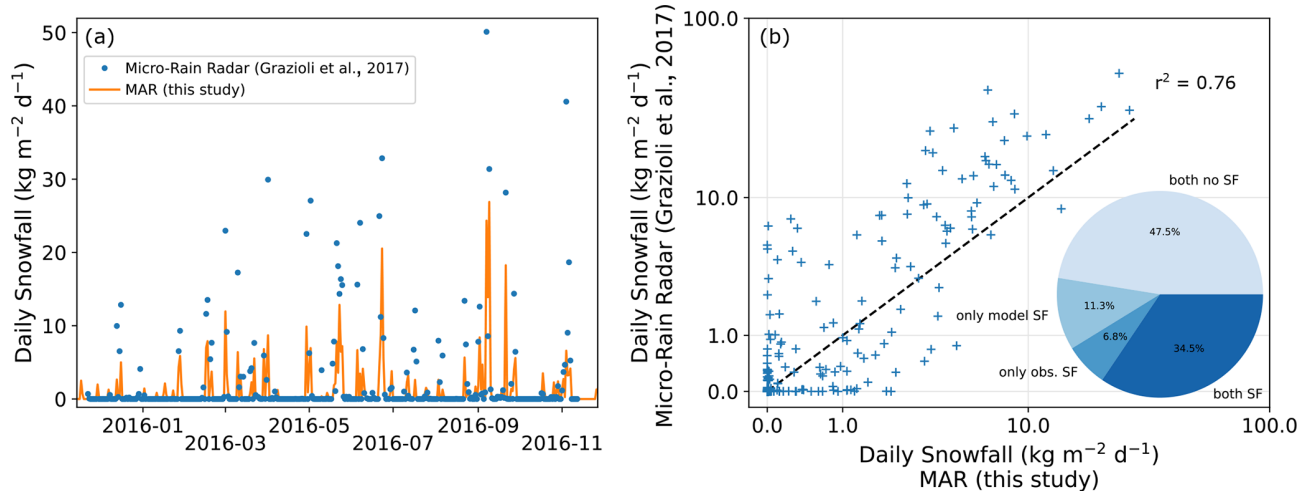 (a)
Micro-Rain Radar (Grazioli et al., 2017)
MAR (this study)
Daily Snowfall (kg m⁻² d⁻¹)
50
40
30
20
10
0
2016-01
2016-03
2016-05
2016-07
2016-09
2016-11
(b)
r² = 0.76
Daily Snowfall (kg m⁻² d⁻¹)
Micro-Rain Radar (Grazioli et al., 2017)
100.0
10.0
1.0
0.0
both no SF
47.5%
only model SF
11.3%
only obs. SF
6.8%
both SF
34.5%
0.0
1.0
10.0
100.0
Daily Snowfall (kg m⁻² d⁻¹)
MAR (this study)